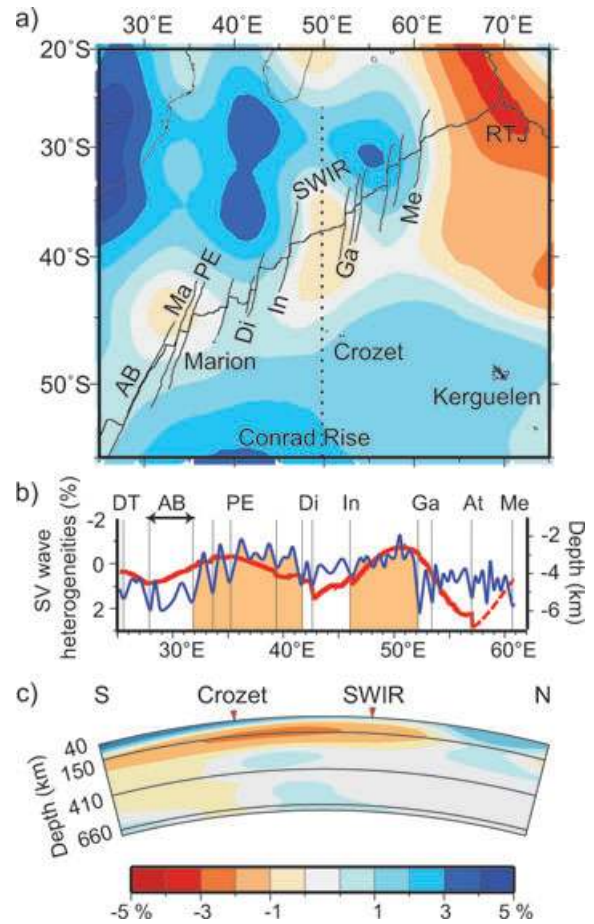 a)
25˚E 30˚E 40˚E 50˚E 60˚E 70˚E
20˚S
30˚S
40˚S
50˚S
RTJ
SWIR
Me
Ga
In
Di
PE
Ma
AB
Marion
Crozet
Kerguelen
Conrad Rise
b)
DT AB PE Di In Ga At Me
SV wave
heterogeneities (%)
-2
0
2
-2
-3
-4
-5
-6
Depth (km)
30˚E 40˚E 50˚E 60˚E
c)
S Crozet SWIR N
40
150
410
660
Depth (km)
-5 % -3 -1 1 3 5 %